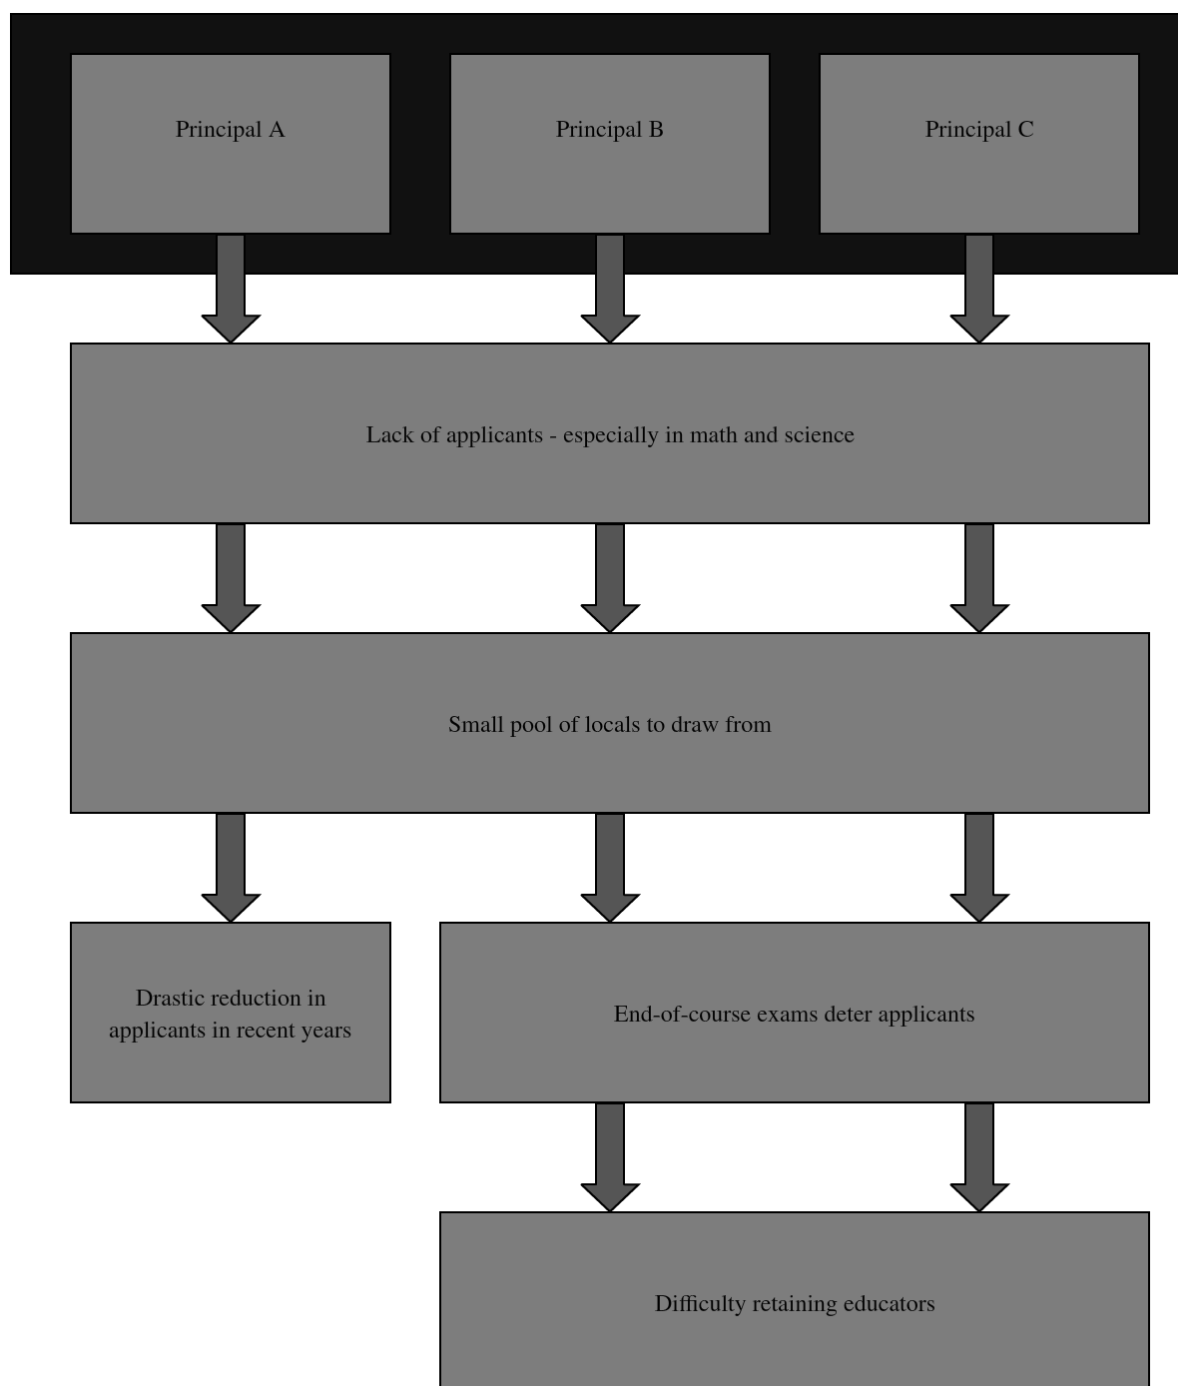 Principal A
Principal B
Principal C
Lack of applicants - especially in math and science
Small pool of locals to draw from
Drastic reduction in
applicants in recent years
End-of-course exams deter applicants
Difficulty retaining educators